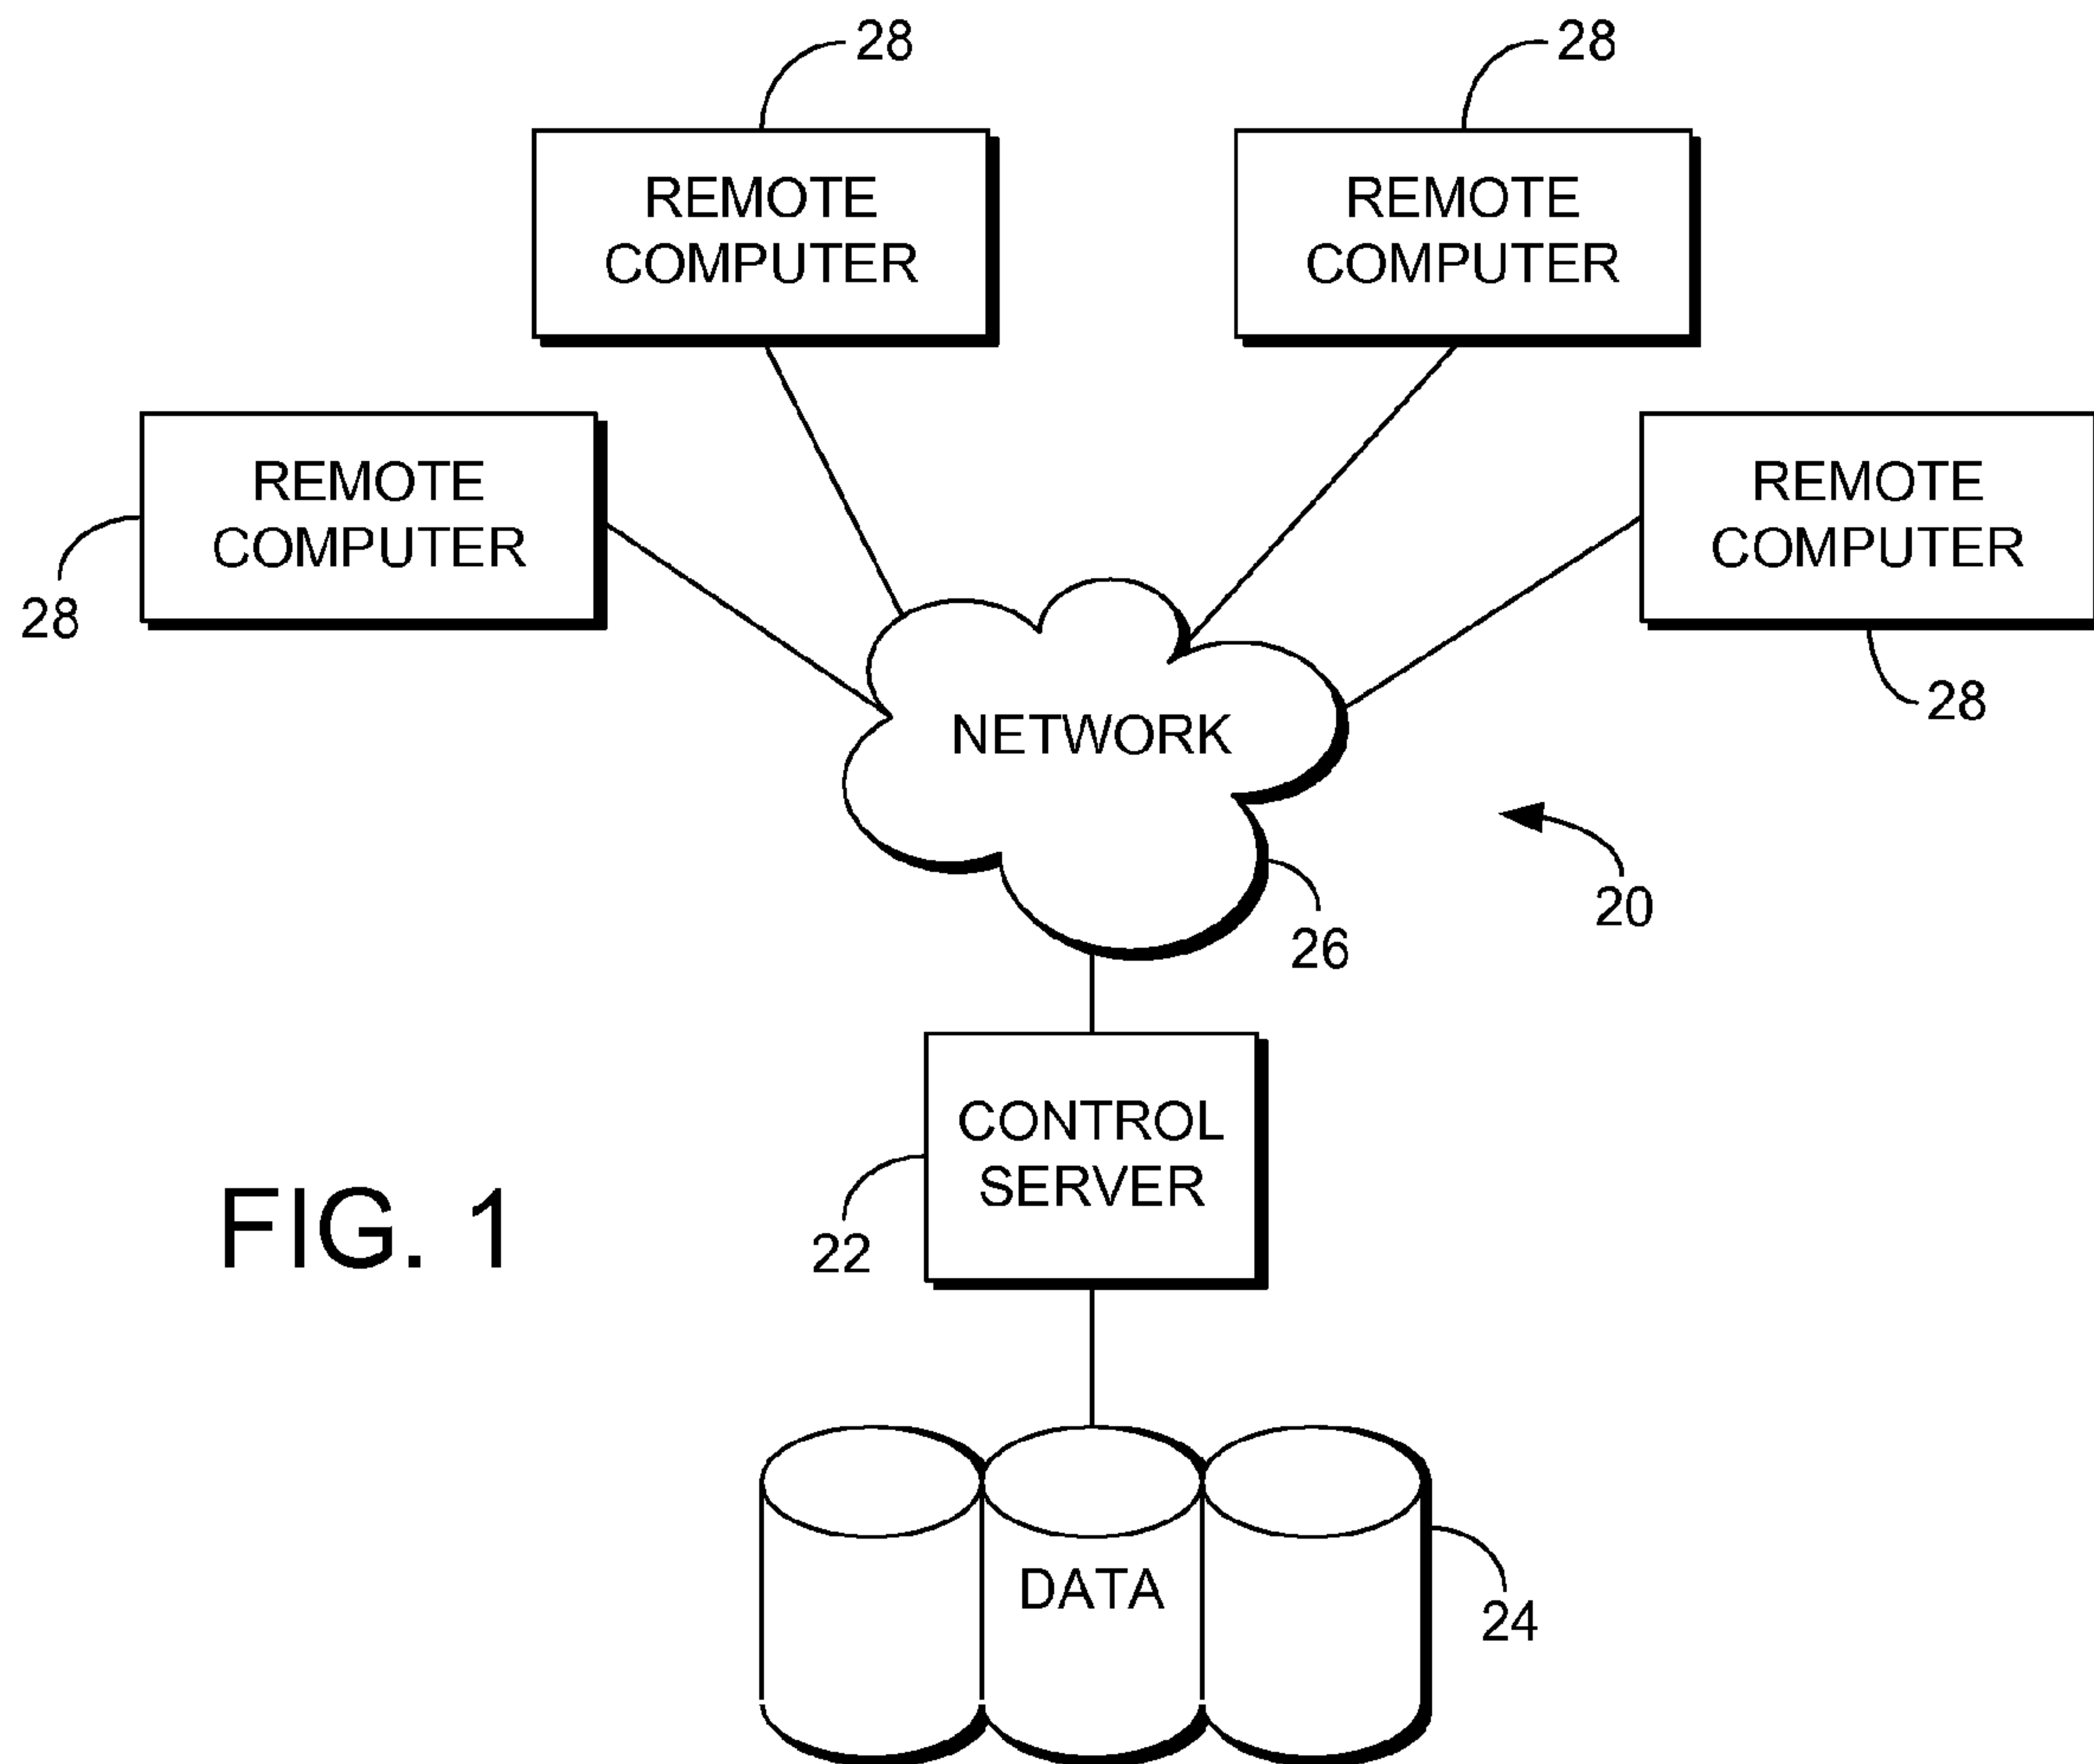 28
28
REMOTE
COMPUTER
REMOTE
COMPUTER
REMOTE
COMPUTER
REMOTE
COMPUTER
28
28
NETWORK
20
26
CONTROL
SERVER
FIG. 1
22
DATA
24